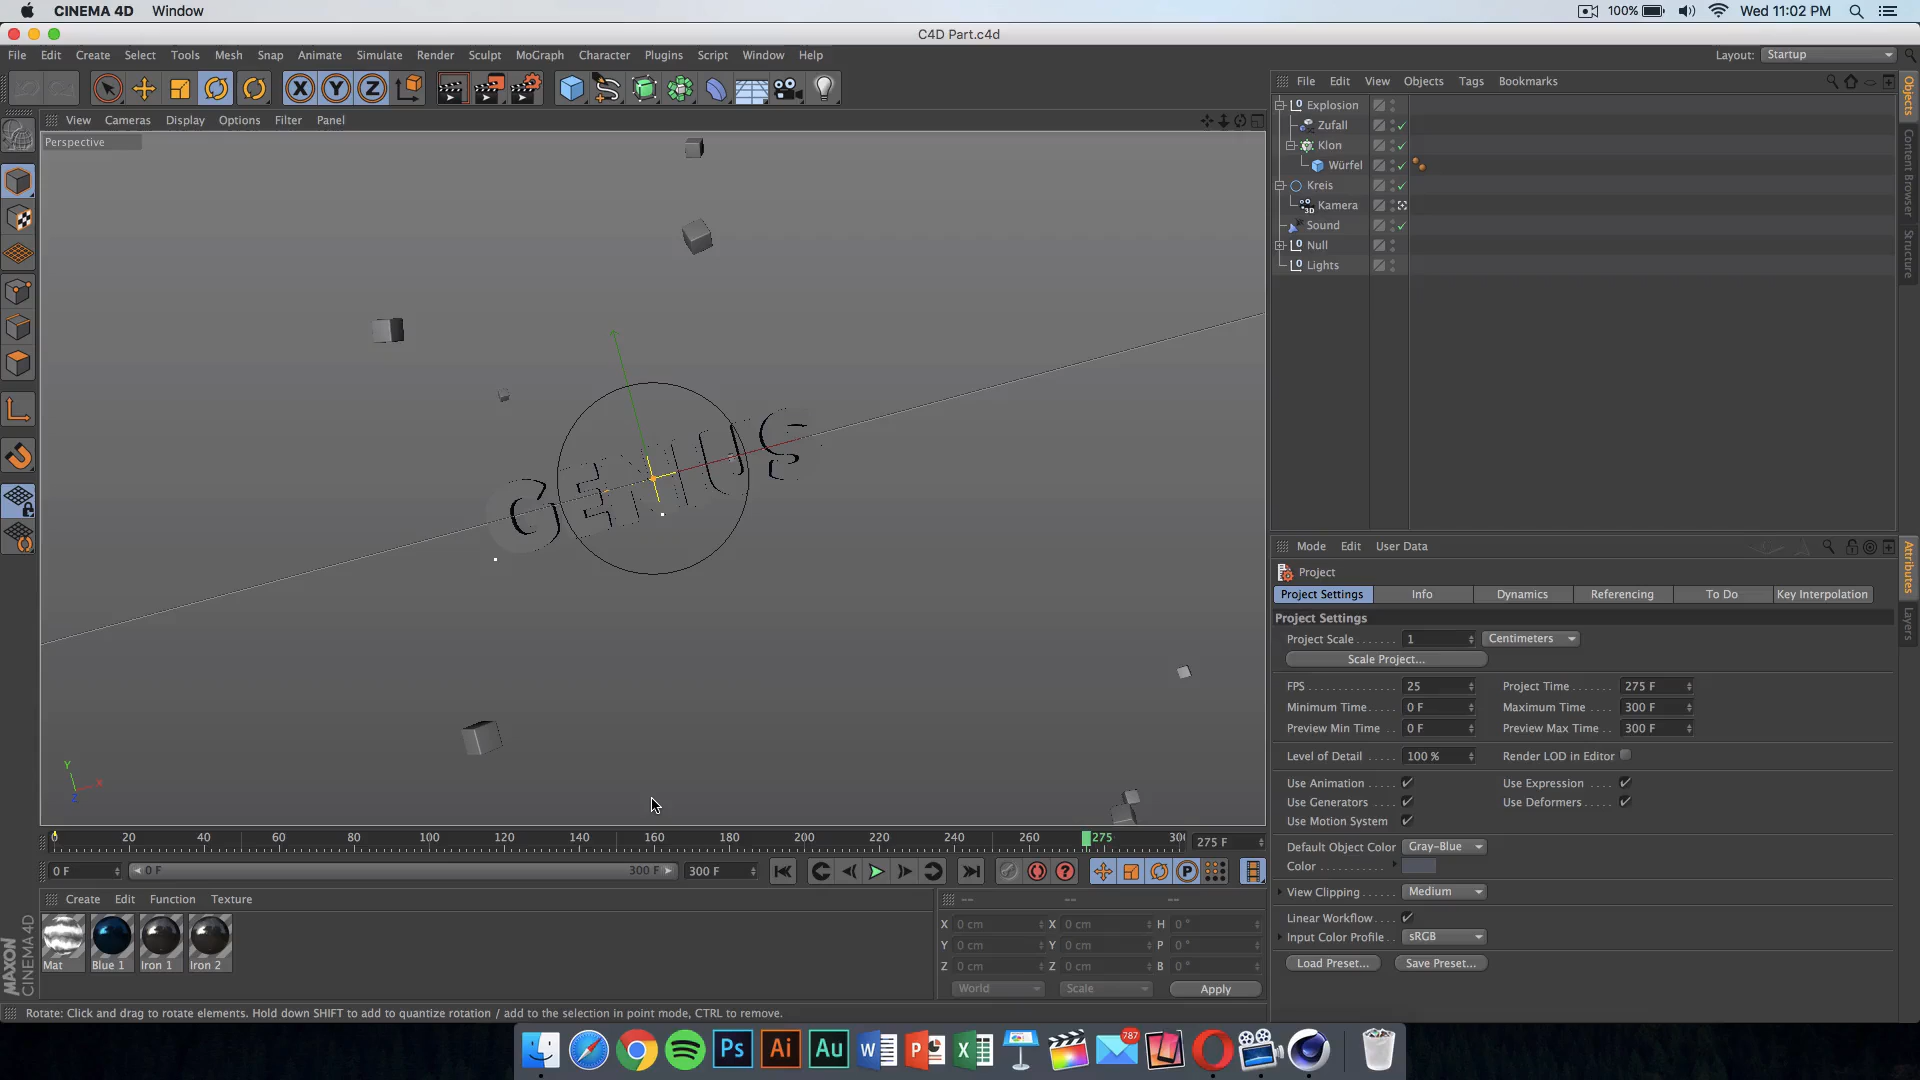 CINEMA 4D Window
100% Wed 11:02 PM
C4D Part.c4d
File Edit Create Select Tools Mesh Snap Animate Simulate Render Sculpt MoGraph Character Plugins Script Window Help
Layout: Startup
X Y Z
File Edit View Objects Tags Bookmarks
View Cameras Display Options Filter Panel
Perspective
Explosion
Zufall
Klon
Würfel
Kreis
Kamera
Sound
Null
Lights
Objects
Content Browser
Structure
GENIUS
Y X Z
Mode Edit User Data
Project
Project Settings Info Dynamics Referencing To Do Key Interpolation
Project Settings
Project Scale 1 Centimeters
Scale Project...
FPS 25 Project Time 275 F
Minimum Time 0 F Maximum Time 300 F
Preview Min Time 0 F Preview Max Time 300 F
Level of Detail 100 % Render LOD in Editor
Use Animation Use Expression
Use Generators Use Deformers
Use Motion System
Default Object Color Gray-Blue
Color
View Clipping Medium
Linear Workflow
Input Color Profile sRGB
Load Preset... Save Preset...
Attributes
Layers
0 20 40 60 80 100 120 140 160 180 200 220 240 260 275 300 275 F
0 F 0 F 300 F 300 F
Create Edit Function Texture
Mat Blue 1 Iron 1 Iron 2
-- -- --
X 0 cm X 0 cm H 0 °
Y 0 cm Y 0 cm P 0 °
Z 0 cm Z 0 cm B 0 °
World Scale Apply
MAXON CINEMA 4D
Rotate: Click and drag to rotate elements. Hold down SHIFT to add to quantize rotation / add to the selection in point mode, CTRL to remove.
Ps Ai Au W P X 787